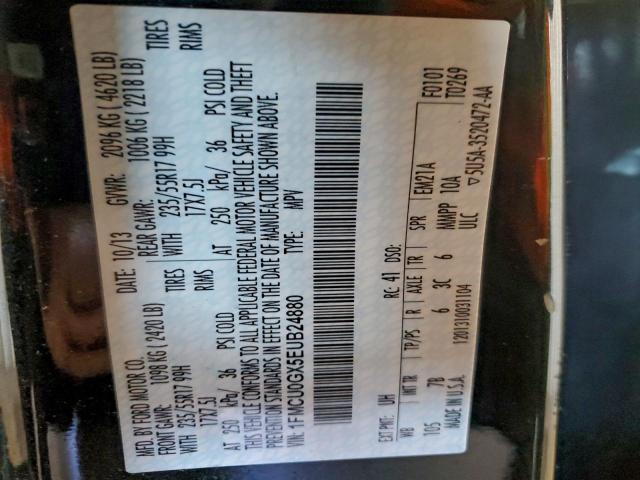 MFD. BY FORD MOTOR CO.
DATE: 10/13 GVWR: 2096 KG ( 4620 LB)
FRONT GAWR: 1098 KG ( 2420 LB) REAR GAWR: 1006 KG ( 2218 LB)
WITH 235/55R17 99H TIRES WITH 235/55R17 99H TIRES
17X7.5J RIMS 17X7.5J RIMS
AT 250 kPa/ 36 PSI COLD AT 250 kPa/ 36 PSI COLD
THIS VEHICLE CONFORMS TO ALL APPLICABLE FEDERAL MOTOR VEHICLE SAFETY AND THEFT
PREVENTION STANDARDS IN EFFECT ON THE DATE OF MANUFACTURE SHOWN ABOVE.
VIN: 1FMCU0GX5EUB24880 TYPE: MPV
EXT PNT: UH RC: 41 DSO: F0101
WB INT TR TP/PS R AXLE TR SPR EM21A T0269
105 7B 6 3C 6 MMPP 10A
MADE IN U.S.A. 1201310031104 ULC ▽5U5A-3520472-AA